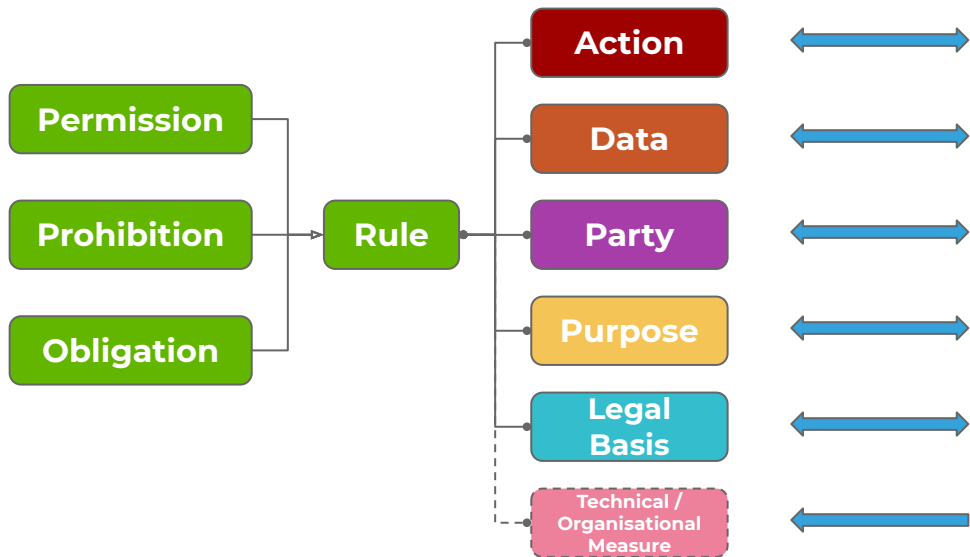 Permission
Prohibition
Obligation
Rule
Action
Data
Party
Purpose
Legal
Basis
Technical /
Organisational
Measure